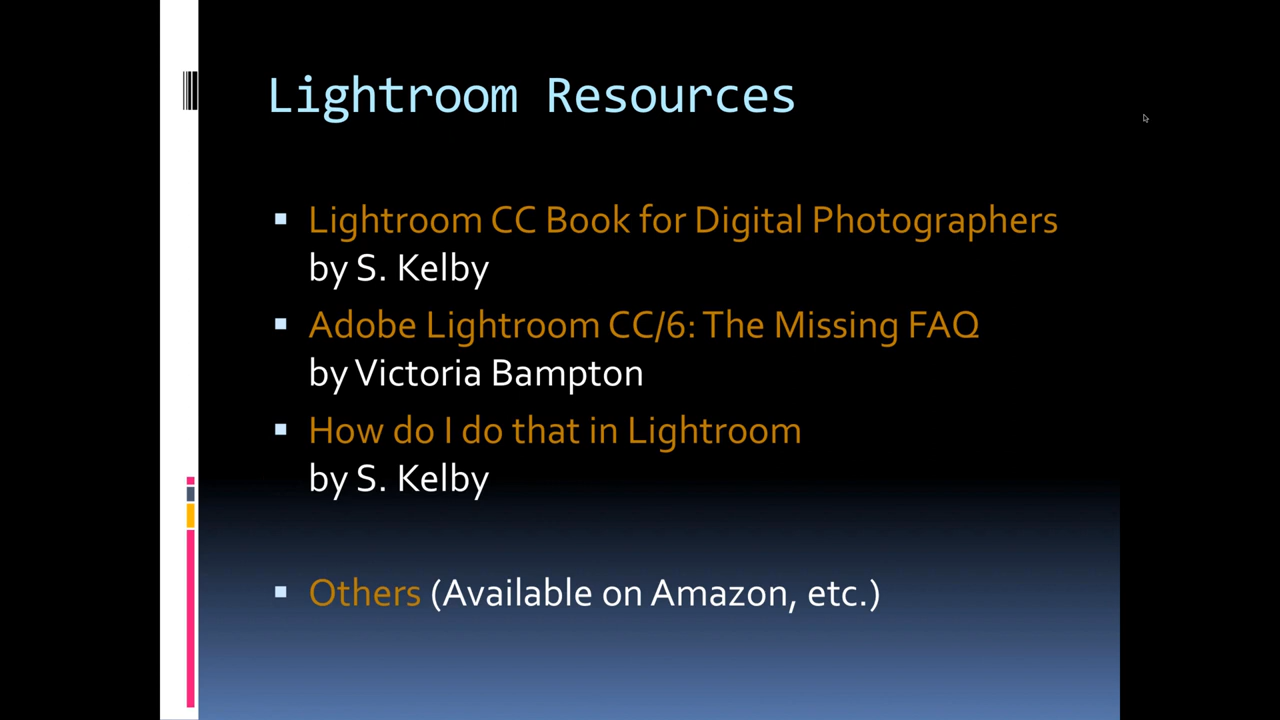 Lightroom Resources
Lightroom CC Book for Digital Photographers
by S. Kelby
Adobe Lightroom CC/6: The Missing FAQ
by Victoria Bampton
How do I do that in Lightroom
by S. Kelby
Others (Available on Amazon, etc.)